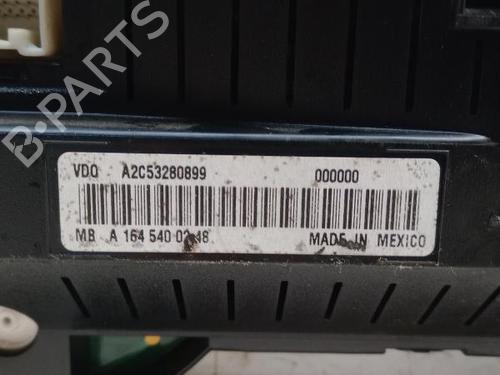 VDO A2C53280899 000000
MB A 164 540 02 48 MADE IN MEXICO
B-PARTS